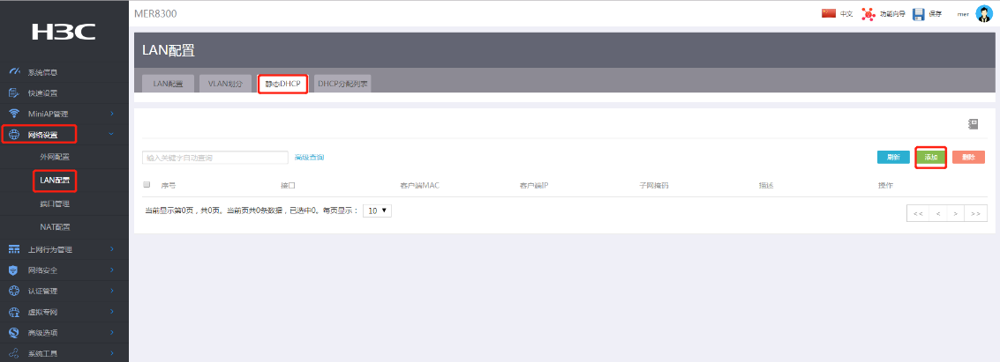 H3C
MER8300
中文
功能向导
保存
mer
系统信息
快速设置
MiniAP管理
网络设置
外网配置
LAN配置
端口管理
NAT配置
上网行为管理
网络安全
认证管理
虚拟专网
高级选项
系统工具
LAN配置
LAN配置 VLAN划分 静态DHCP DHCP分配列表
输入关键字自动查询 高级查询 刷新 添加 删除
序号 接口 客户端MAC 客户端IP 子网掩码 描述 操作
当前显示第0页，共0页。当前页共0条数据，已选中0。每页显示： 10 << < > >>